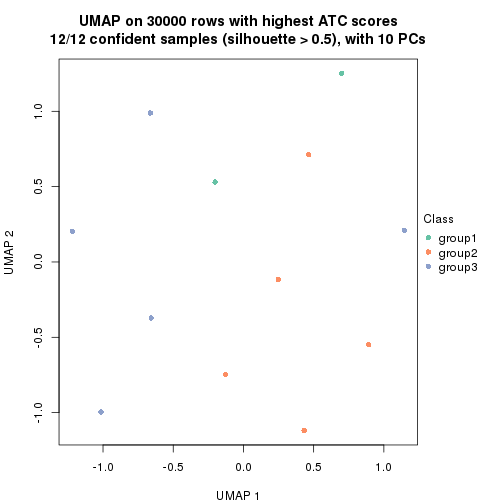 UMAP on 30000 rows with highest ATC scores
12/12 confident samples (silhouette > 0.5), with 10 PCs
1.0
0.5
0.0
-0.5
-1.0
UMAP 2
-1.0 -0.5 0.0 0.5 1.0
UMAP 1
Class
group1
group2
group3